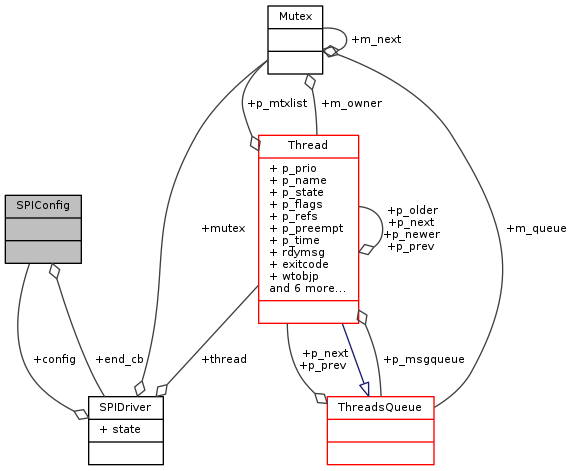 Mutex
+m_next
+p_mtxlist
+m_owner
Thread
+ p_prio
+ p_name
+ p_state
+ p_flags
+ p_refs
+ p_preempt
+ p_time
+ rdymsg
+ exitcode
+ wtobjp
and 6 more...
+p_older
+p_next
+p_newer
+p_prev
SPIConfig
+mutex
+m_queue
+config
+end_cb
+thread
+p_next
+p_prev
+p_msgqueue
SPIDriver
+ state
ThreadsQueue